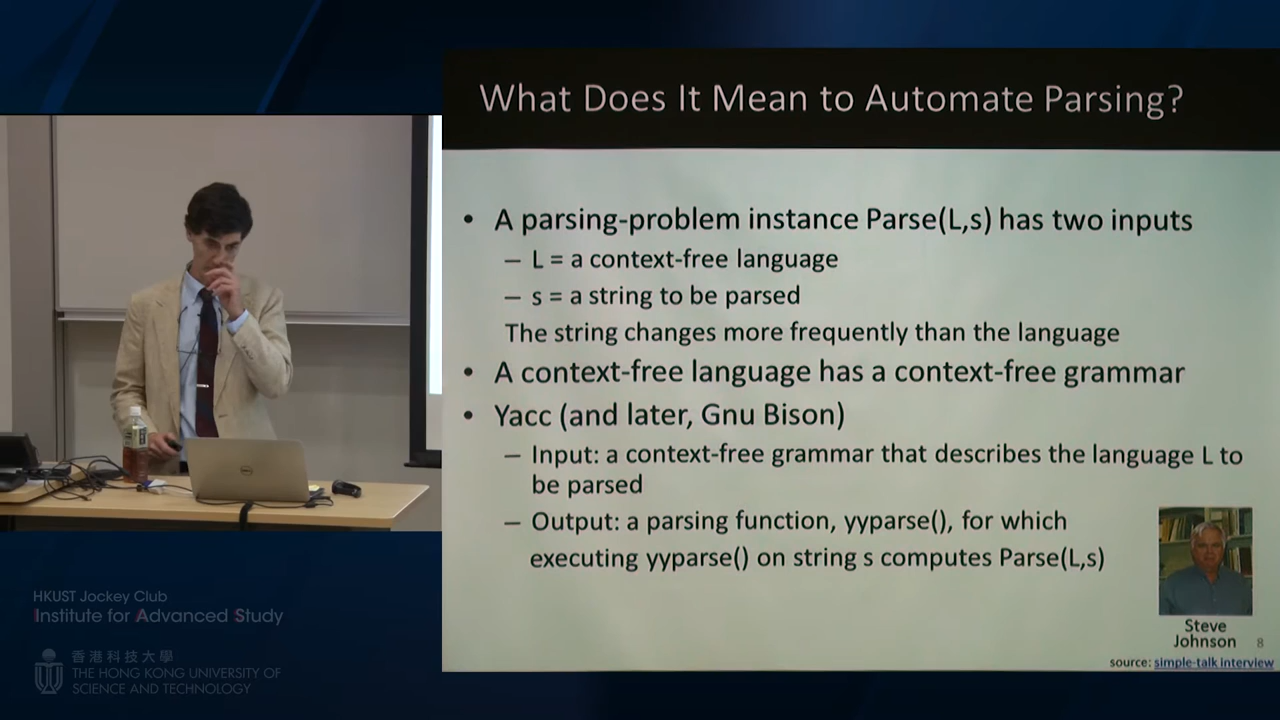 What Does It Mean to Automate Parsing?
• A parsing-problem instance Parse(L,s) has two inputs
– L = a context-free language
– s = a string to be parsed
The string changes more frequently than the language
• A context-free language has a context-free grammar
• Yacc (and later, Gnu Bison)
– Input: a context-free grammar that describes the language L to
be parsed
– Output: a parsing function, yyparse(), for which
executing yyparse() on string s computes Parse(L,s)
Steve
Johnson
8
source: simple-talk interview
DELL
HKUST Jockey Club
Institute for Advanced Study
香港科技大學
THE HONG KONG UNIVERSITY OF
SCIENCE AND TECHNOLOGY